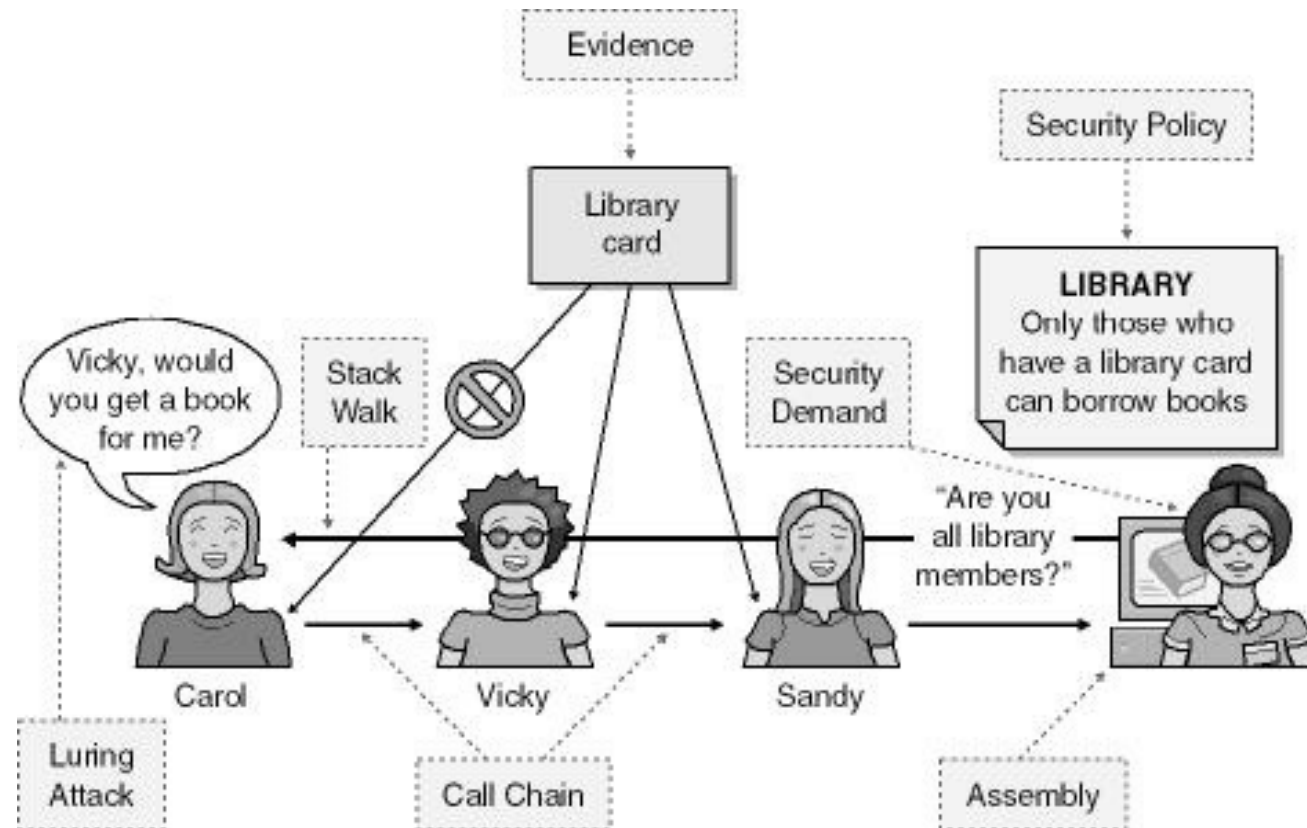 Evidence
Security Policy
Library
card
LIBRARY
Only those who
have a library card
can borrow books
Vicky, would
you get a book
for me?
Stack
Walk
Security
Demand
“Are you
all library
members?”
Carol
Vicky
Sandy
Luring
Attack
Call Chain
Assembly